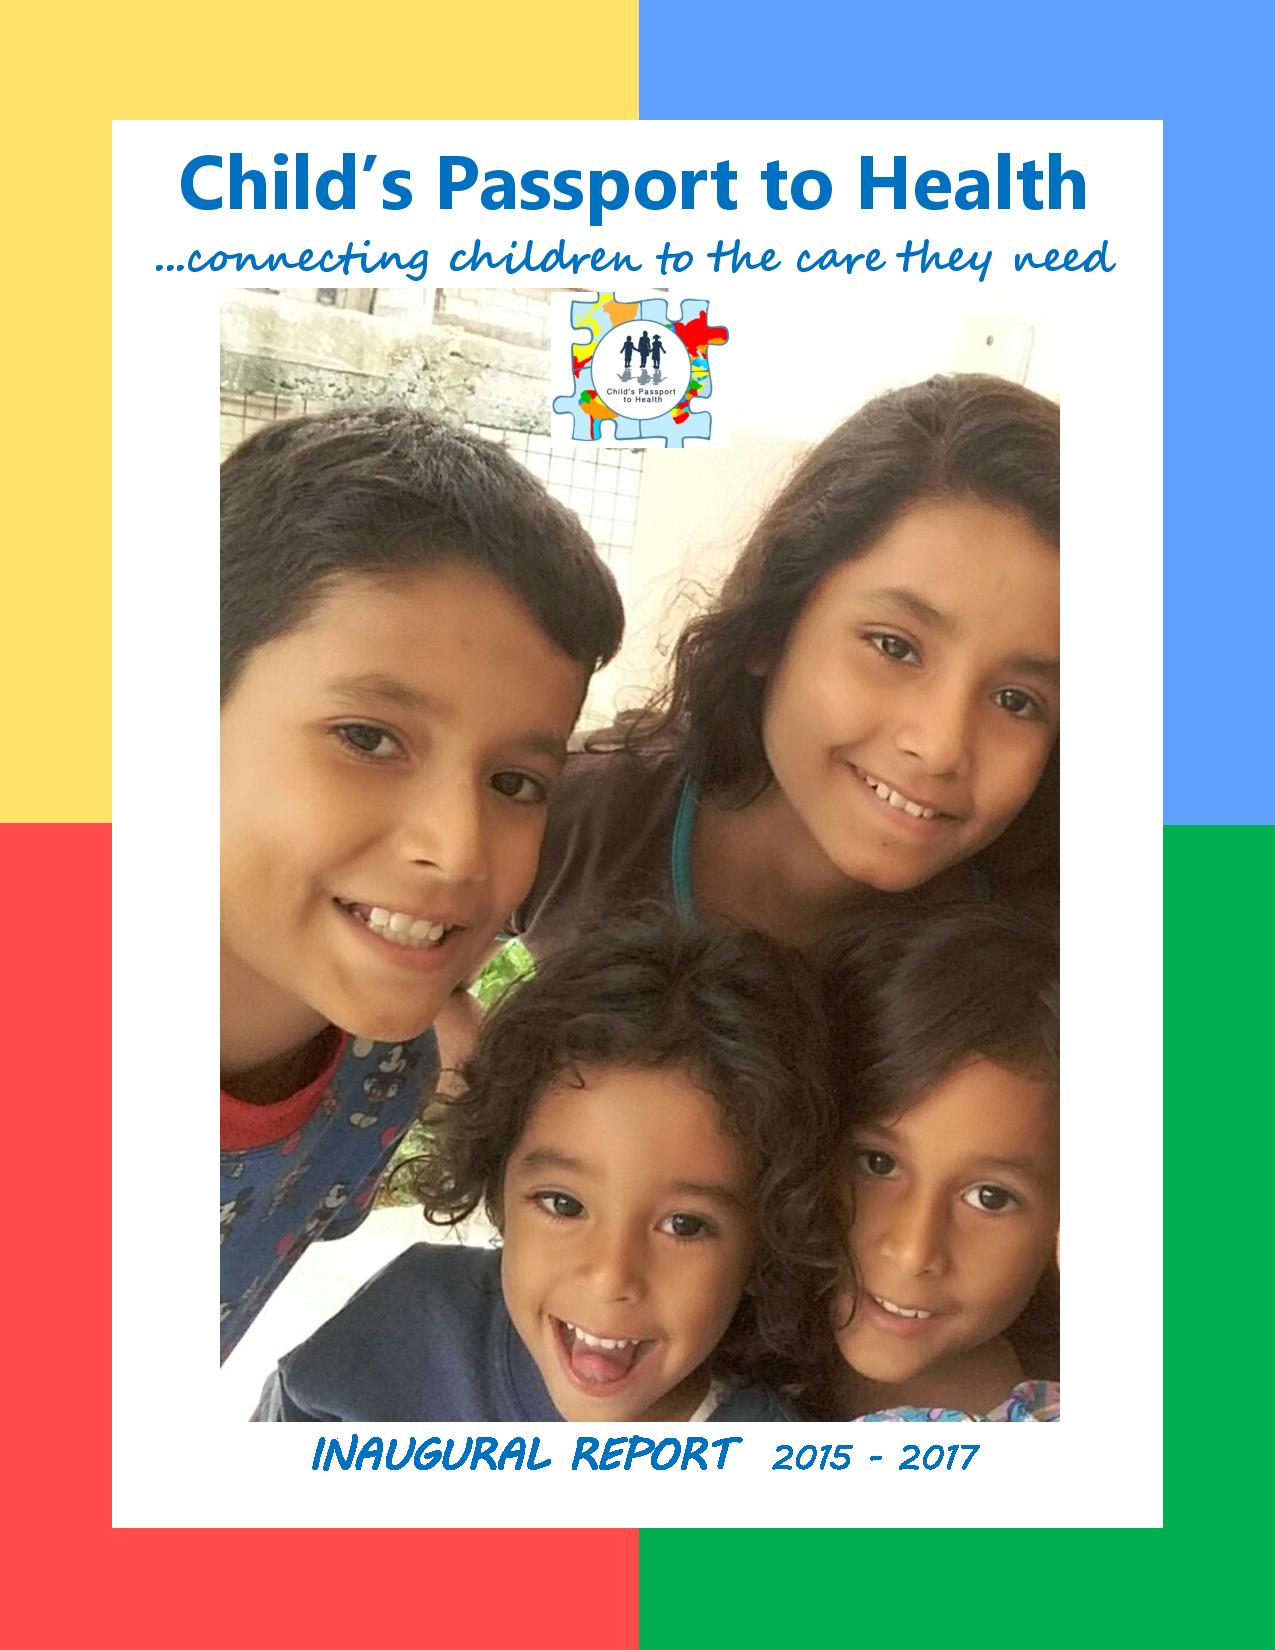 Child’s Passport to Health
...connecting children to the care they need
Child's Passport
to Health
INAUGURAL REPORT 2015 - 2017